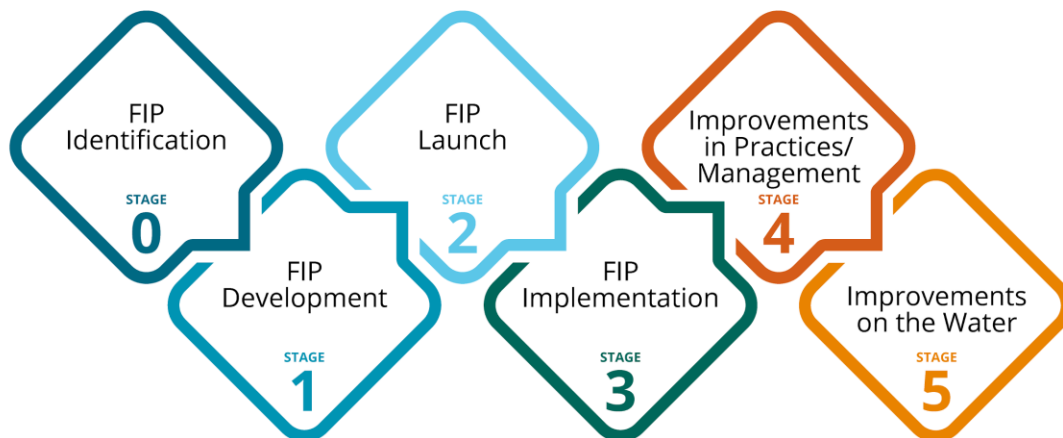 FIP
Identification
STAGE
0
FIP
Development
STAGE
1
FIP
Launch
STAGE
2
FIP
Implementation
STAGE
3
Improvements
in Practices/
Management
STAGE
4
Improvements
on the Water
STAGE
5